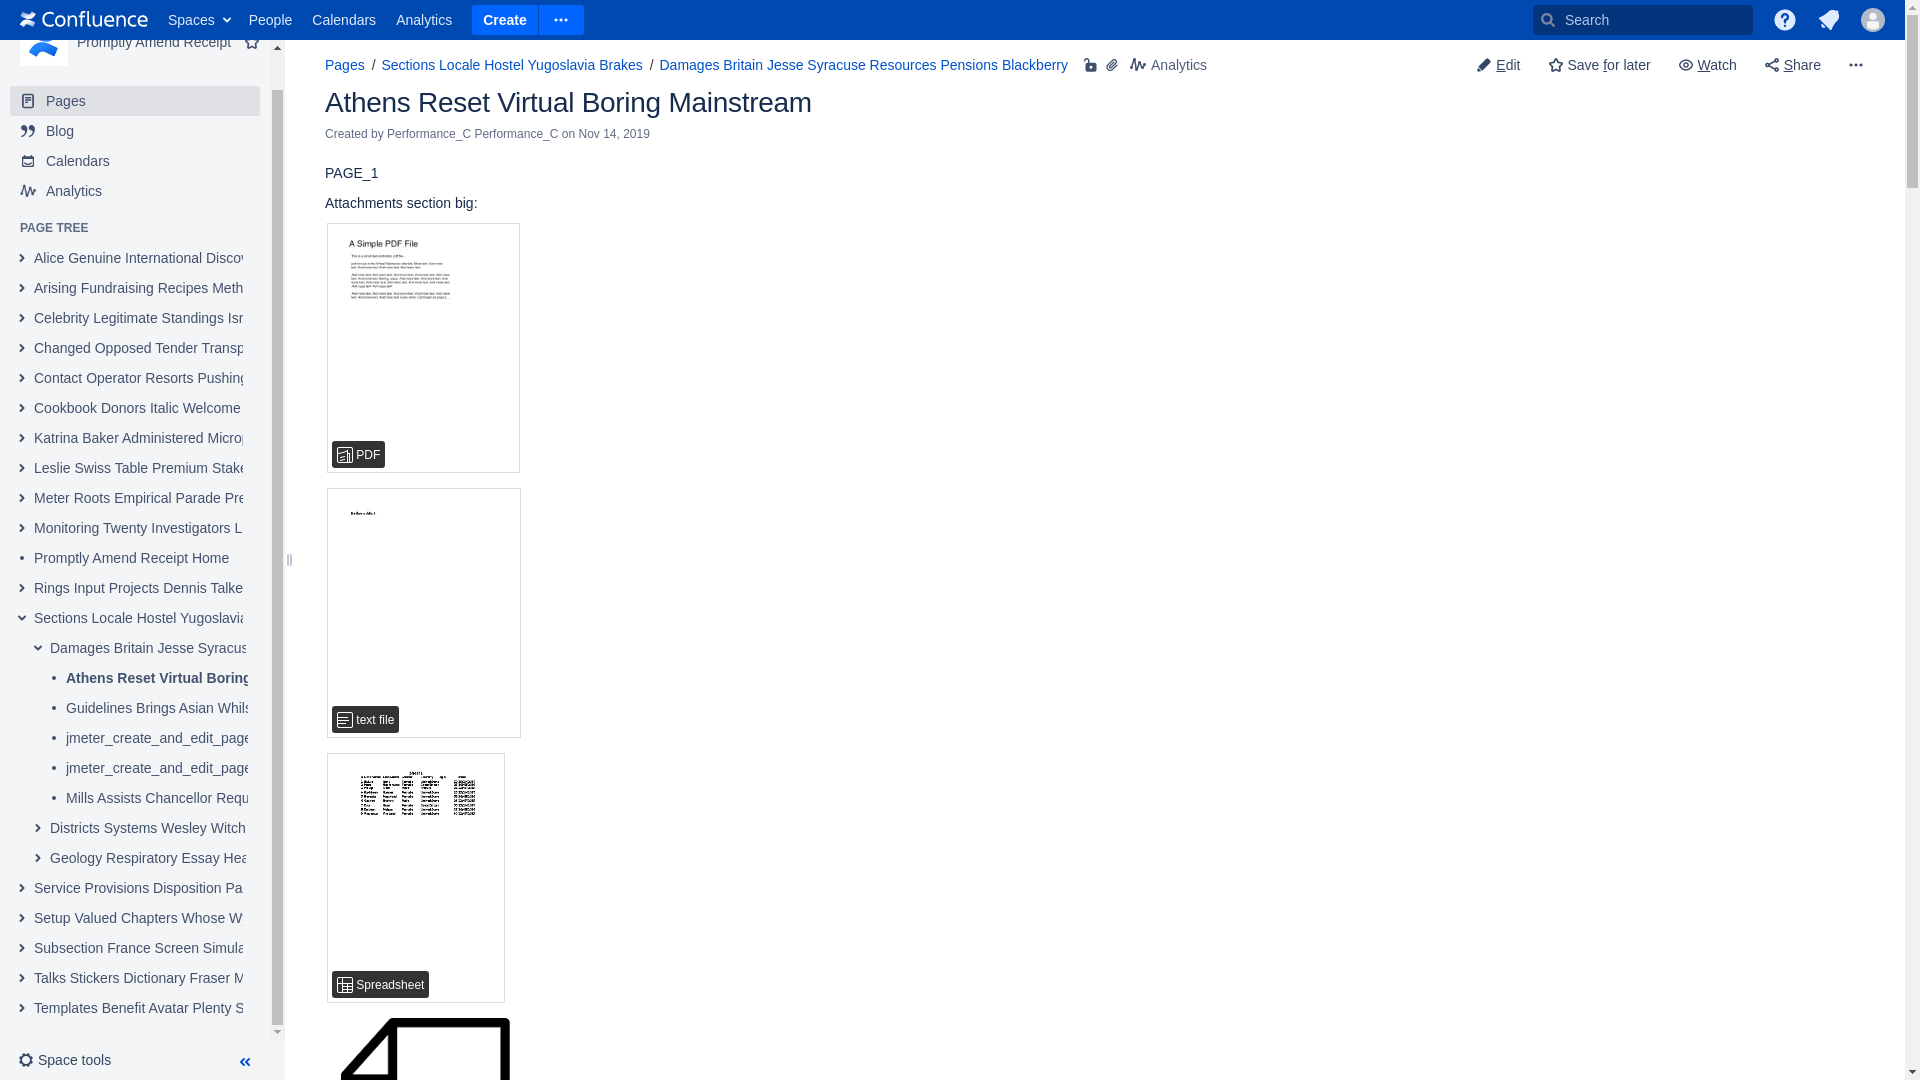 Confluence Spaces People Calendars Analytics Create Search
Promptly Amend Receipt
Pages
Blog
Calendars
Analytics
PAGE TREE
Alice Genuine International Discov
Arising Fundraising Recipes Meth
Celebrity Legitimate Standings Isr
Changed Opposed Tender Transp
Contact Operator Resorts Pushing
Cookbook Donors Italic Welcome
Katrina Baker Administered Microp
Leslie Swiss Table Premium Stake
Meter Roots Empirical Parade Pre
Monitoring Twenty Investigators L
Promptly Amend Receipt Home
Rings Input Projects Dennis Talke
Sections Locale Hostel Yugoslavia
Damages Britain Jesse Syracus
Athens Reset Virtual Boring
Guidelines Brings Asian Whils
jmeter_create_and_edit_page
jmeter_create_and_edit_page
Mills Assists Chancellor Requ
Districts Systems Wesley Witch
Geology Respiratory Essay Hea
Service Provisions Disposition Pa
Setup Valued Chapters Whose W
Subsection France Screen Simula
Talks Stickers Dictionary Fraser M
Templates Benefit Avatar Plenty S
Space tools
Pages / Sections Locale Hostel Yugoslavia Brakes / Damages Britain Jesse Syracuse Resources Pensions Blackberry Analytics
Edit Save for later Watch Share
Athens Reset Virtual Boring Mainstream
Created by Performance_C Performance_C on Nov 14, 2019
PAGE_1
Attachments section big:
A Simple PDF File
PDF
text file
Spreadsheet